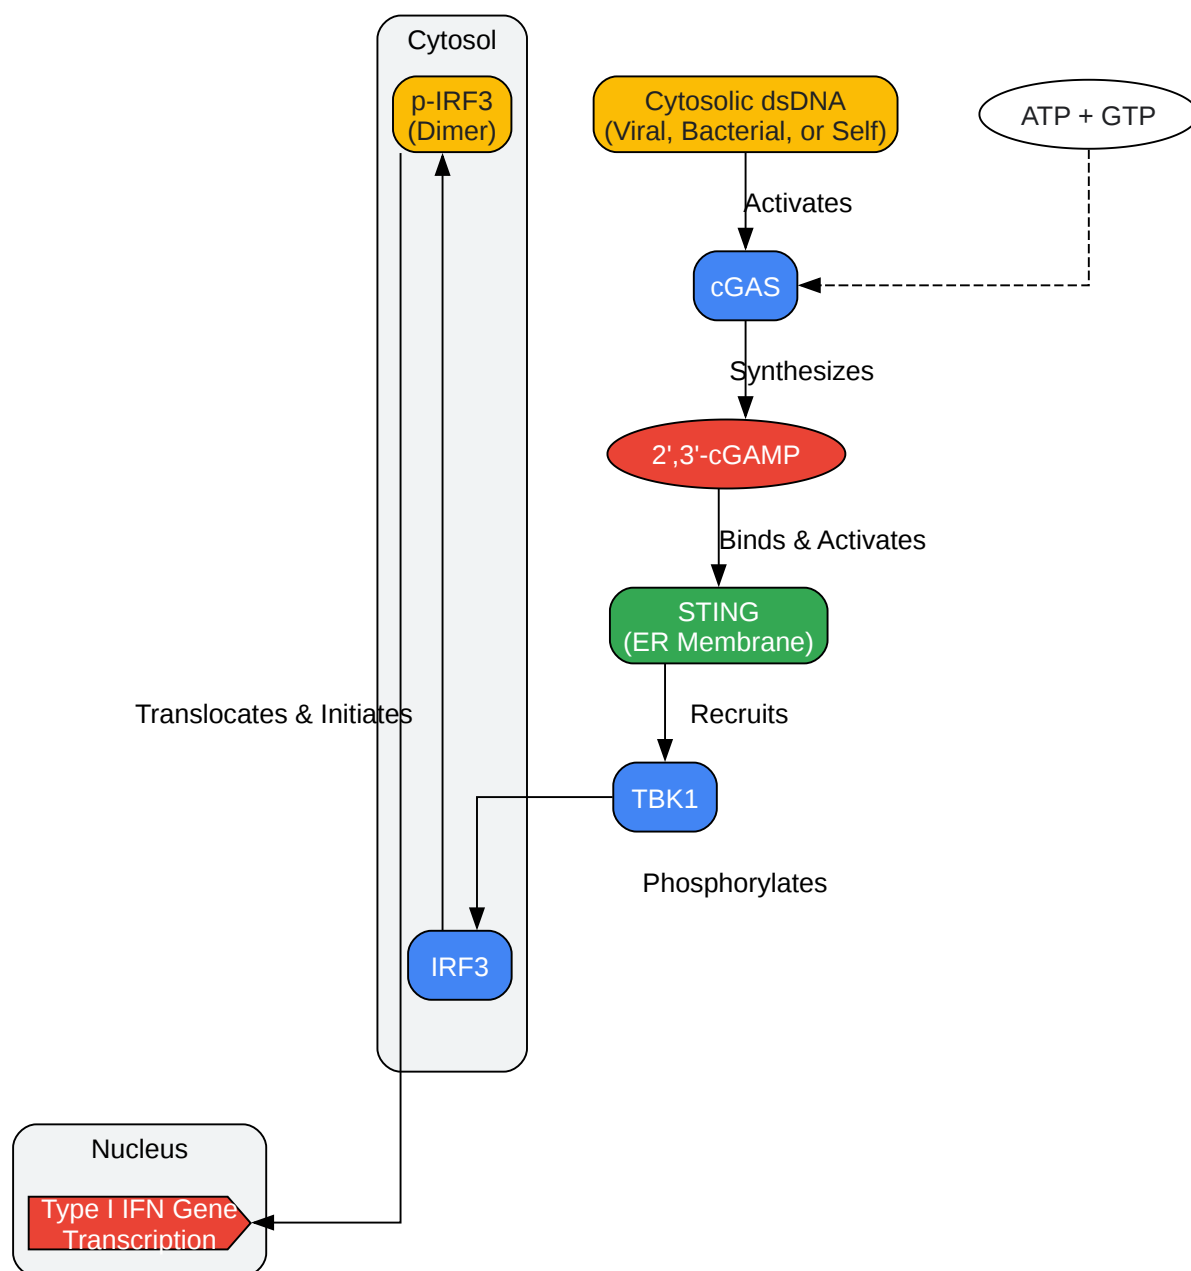 Cytosol
p-IRF3
(Dimer)
Cytosolic dsDNA
(Viral, Bacterial, or Self)
ATP + GTP
Activates
cGAS
Synthesizes
2',3'-cGAMP
Binds & Activates
STING
(ER Membrane)
Translocates & Initiates
Recruits
TBK1
Phosphorylates
IRF3
Nucleus
Type I IFN Gene
Transcription